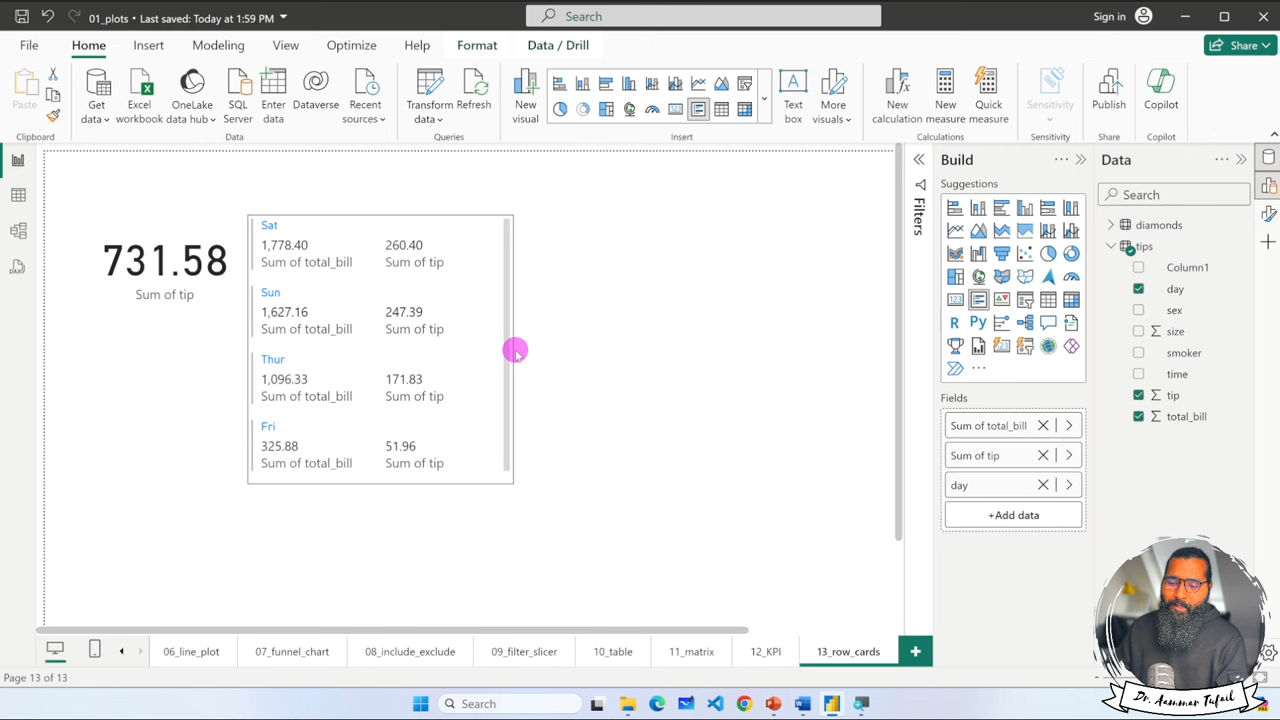 01_plots • Last saved: Today at 1:59 PM
Search
Sign in
File Home Insert Modeling View Optimize Help Format Data / Drill
Share
Paste
Get data
Excel workbook
OneLake data hub
SQL Server
Enter data
Dataverse
Recent sources
Transform data
Refresh
New visual
Text box
More visuals
New calculation
New measure
Quick measure
Sensitivity
Publish
Copilot
Clipboard
Data
Queries
Insert
Calculations
Sensitivity
Share
Copilot
731.58
Sum of tip
Sat
1,778.40 260.40
Sum of total_bill Sum of tip
Sun
1,627.16 247.39
Sum of total_bill Sum of tip
Thur
1,096.33 171.83
Sum of total_bill Sum of tip
Fri
325.88 51.96
Sum of total_bill Sum of tip
Filters
Build
Suggestions
R Py
Fields
Sum of total_bill
Sum of tip
day
+Add data
Data
Search
diamonds
tips
Column1
day
sex
size
smoker
time
tip
total_bill
06_line_plot 07_funnel_chart 08_include_exclude 09_filter_slicer 10_table 11_matrix 12_KPI 13_row_cards
Page 13 of 13
Search
Dr. Aammar Tufail